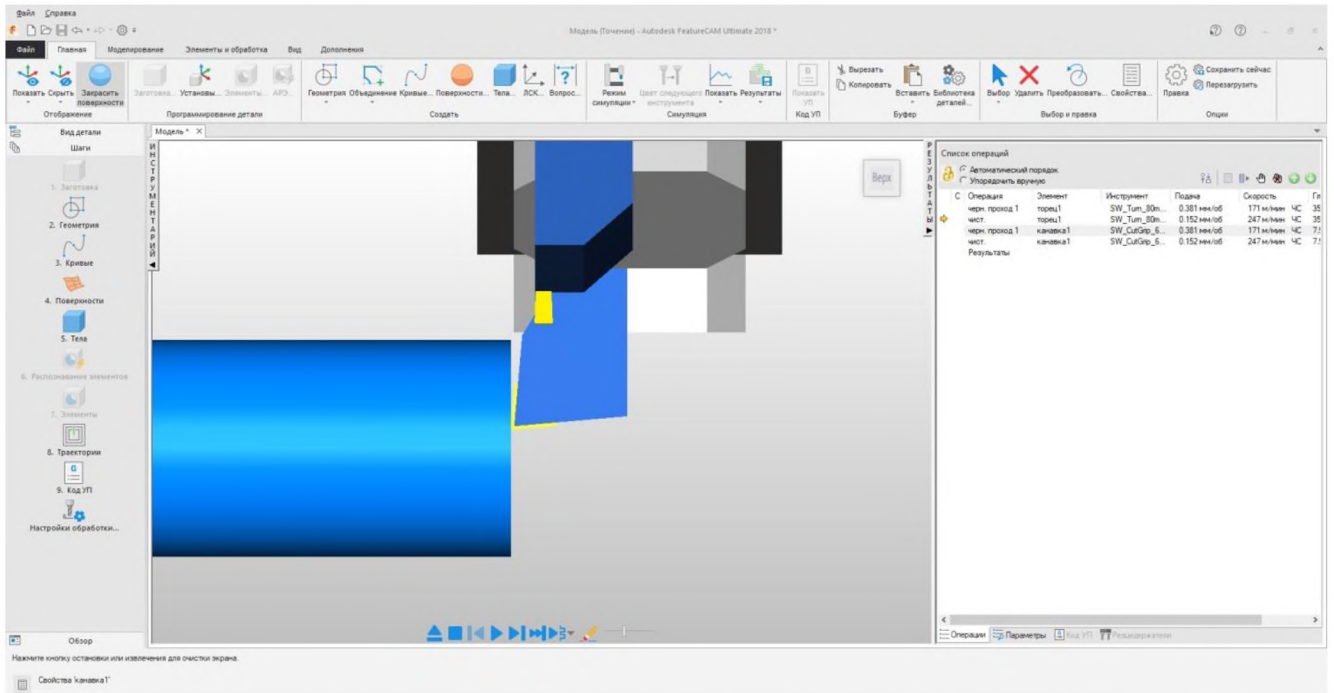 Файл Справка
Модель (Точение) - Autodesk FeatureCAM Ultimate 2018 *
Файл Главная Моделирование Элементы и обработка Вид Дополнения
Показать Скрыть Закрасить поверхности
Заготовка... Установы... Элементы... АРЭ...
Геометрия Объединение Кривые... Поверхности... Тела... ЛСК... Вопрос...
Режим симуляции Цвет следующего инструмента Показать Результаты
Показать УП
Вырезать
Копировать
Вставить Библиотека деталей...
Выбор Удалить Преобразовать... Свойства...
Правка
Сохранить сейчас
Перезагрузить
Отображение Программирование детали Создать Симуляция Код УП Буфер Выбор и правка Опции
Вид детали
Шаги
1. Заготовка
2. Геометрия
3. Кривые
4. Поверхности
5. Тела
6. Распознавание элементов
7. Элементы
8. Траектории
9. Код УП
G
Настройки обработки...
Обзор
Модель * X
ИНСТРУМЕНТАРИЙ
Верх
РЕЗУЛЬТАТЫ
Список операций
Автоматический порядок.
Упорядочить вручную
С Операция Элемент Инструмент Подача Скорость Гл
черн. проход 1 торец1 SW_Turn_80m... 0.381 мм/об 171 м/мин ЧС 35
чист. торец1 SW_Turn_80m... 0.152 мм/об 247 м/мин ЧС 35
черн. проход 1 канавка1 SW_CutGrip_6... 0.381 мм/об 171 м/мин ЧС 7.!
чист. канавка1 SW_CutGrip_6... 0.152 мм/об 247 м/мин ЧС 7.!
Результаты
Операции Параметры Код УП Резцедержатели
Нажмите кнопку остановки или извлечения для очистки экрана.
Свойства 'канавка1'